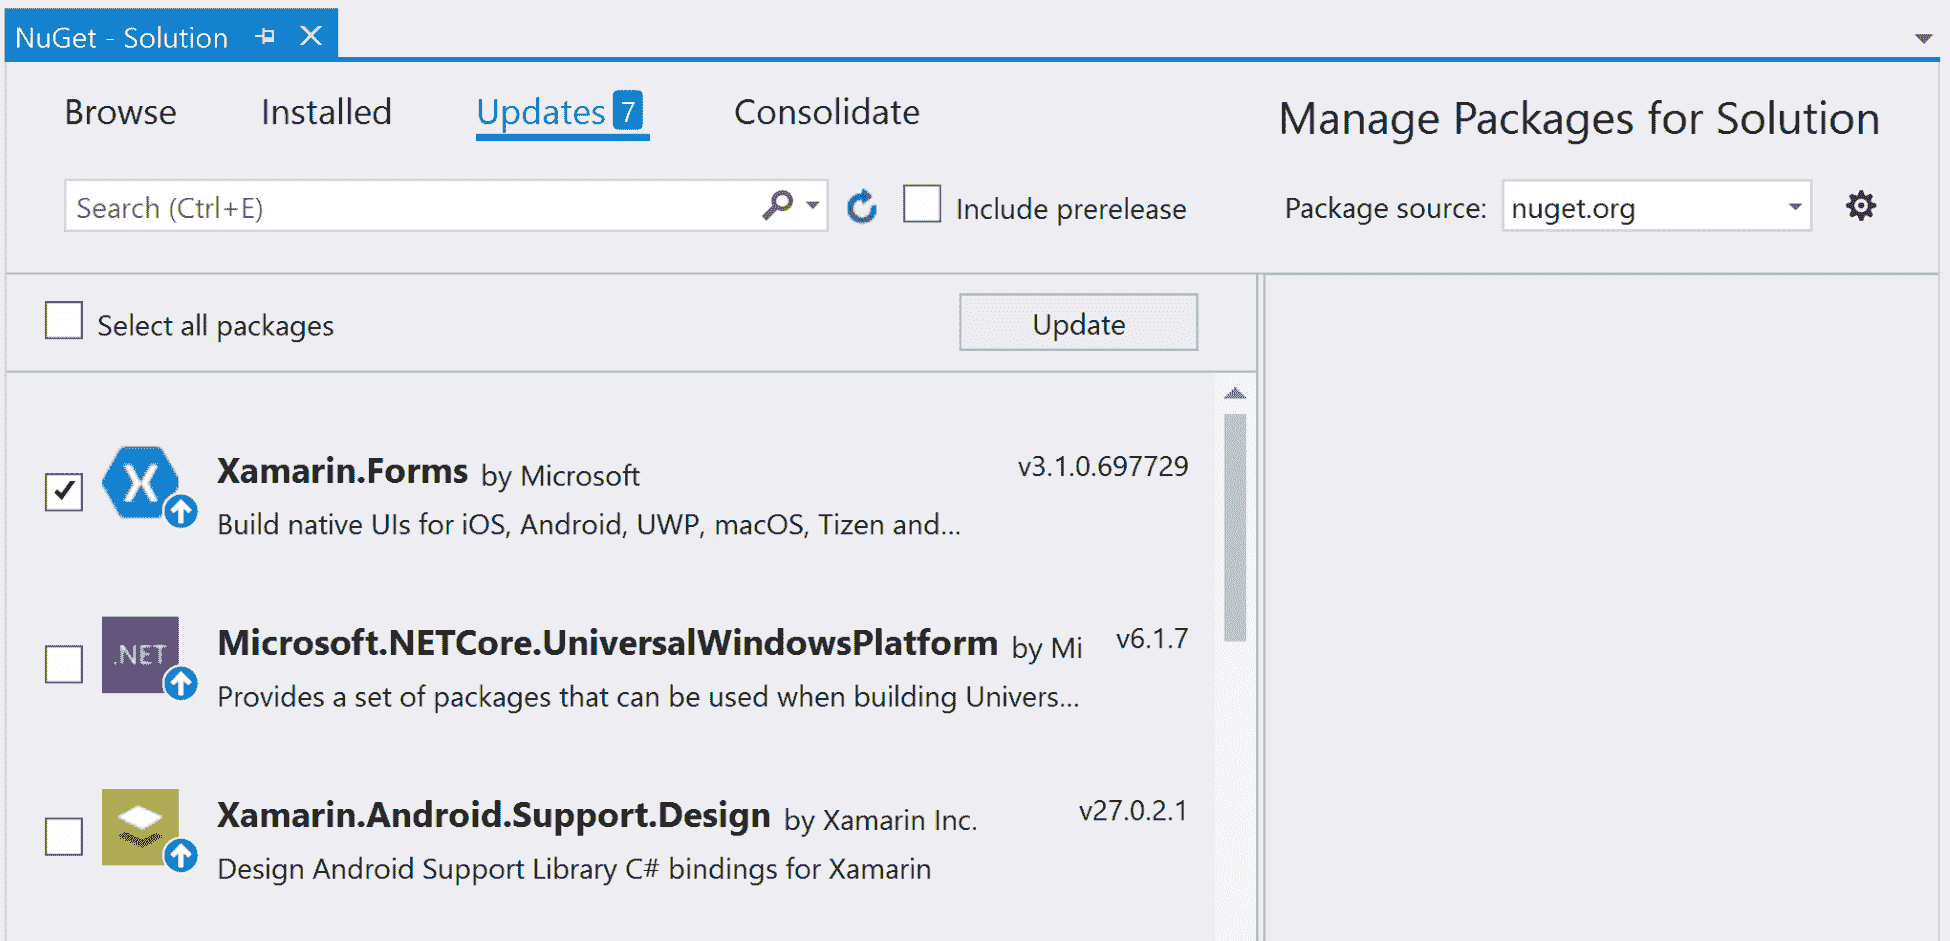 NuGet - Solution
Browse Installed Updates 7 Consolidate
Manage Packages for Solution
Search (Ctrl+E)
Include prerelease
Package source: nuget.org
Select all packages
Update
X
Xamarin.Forms by Microsoft v3.1.0.697729
Build native UIs for iOS, Android, UWP, macOS, Tizen and...
.NET
Microsoft.NETCore.UniversalWindowsPlatform by Mi v6.1.7
Provides a set of packages that can be used when building Univers...
Xamarin.Android.Support.Design by Xamarin Inc. v27.0.2.1
Design Android Support Library C# bindings for Xamarin